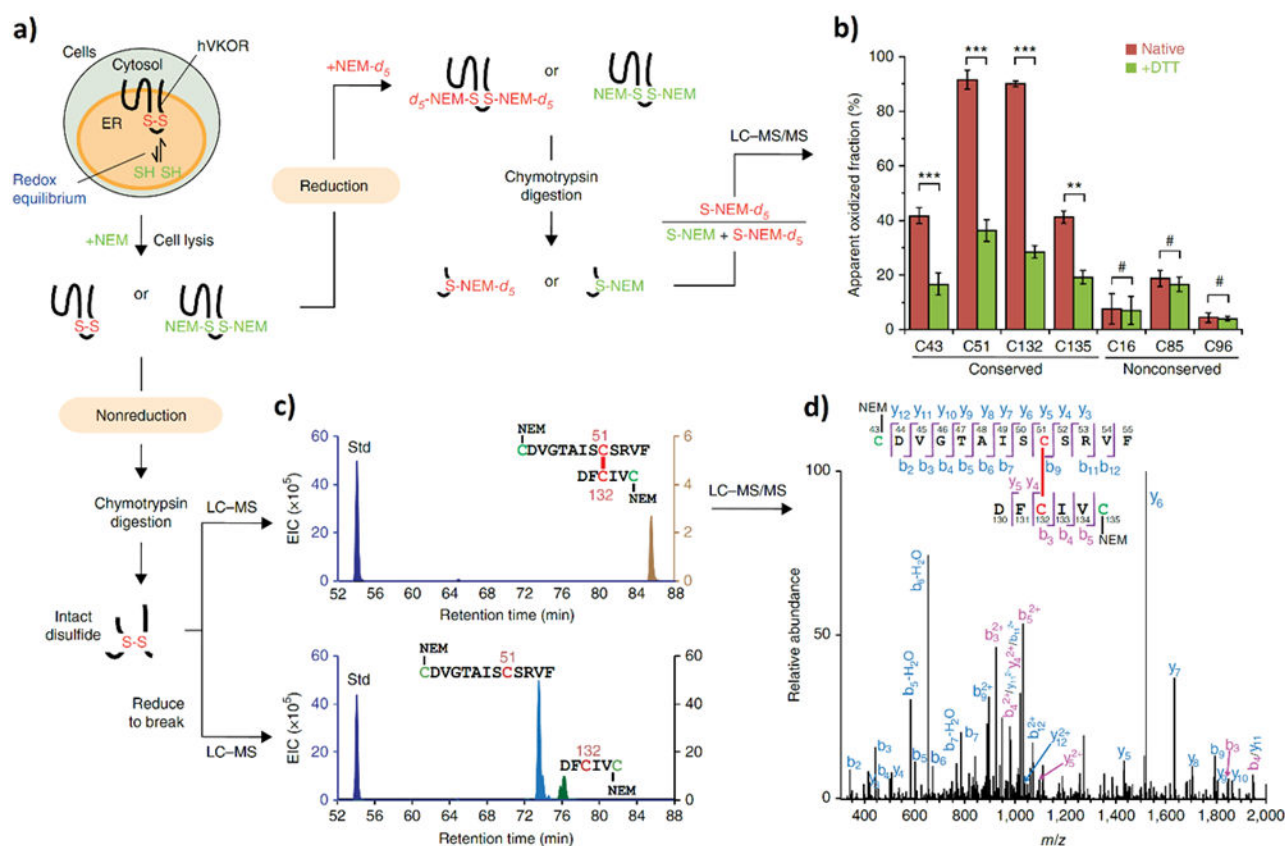 a)
Cells
hVKOR
Cytosol
ER
S-S
SH SH
Redox
equilibrium
+NEM
Cell lysis
or
S-S
NEM-S S-NEM
Nonreduction
Chymotrypsin
digestion
Intact
disulfide
S-S
Reduce
to break
LC–MS
LC–MS
Reduction
+NEM-d5
or
d5-NEM-S S-NEM-d5
NEM-S S-NEM
Chymotrypsin
digestion
S-NEM-d5
or
S-NEM
LC–MS/MS
S-NEM-d5
S-NEM + S-NEM-d5
b)
Apparent oxidized fraction (%)
100
80
60
40
20
0
Native
+DTT
***
***
***
**
#
#
#
C43
C51
C132
C135
C16
C85
C96
Conserved
Nonconserved
c)
EIC (×10⁵)
60
40
20
0
Std
NEM
51
CDVGTAISCSRVF
DFCIVC
132
NEM
6
4
2
0
52 56 60 64 68 72 76 80 84 88
Retention time (min)
LC–MS/MS
EIC (×10⁵)
60
40
20
0
Std
NEM
51
CDVGTAISCSRVF
132
DFCIVC
NEM
60
40
20
0
52 56 60 64 68 72 76 80 84 88
Retention time (min)
d)
NEM
y12 y11 y10 y9 y8 y7 y6 y5 y4 y3
43 44 45 46 47 48 49 50 51 52 53 54 55
C D V G T A I S C S R V F
b2 b3 b4 b5 b6 b7 b9 b11 b12
y5 y4
D F C I V C
130 131 132 133 134 135
b3 b4 b5
NEM
Relative abundance
100
50
0
b2
b3
b4
y4
b5-H2O
b5
b6-H2O
b6
b7-H2O
b7
b9²⁺
b3²⁺
b4²⁺/y11²⁺
y4²⁺/b11²⁺
b5²⁺
b12²⁺
y12²⁺
y5²⁺
y5
y6
y7
y8
b9
y9
b3
y10
b4/y11
400 800 1,000 1,200 1,400 1,600 1,800 2,000
m/z